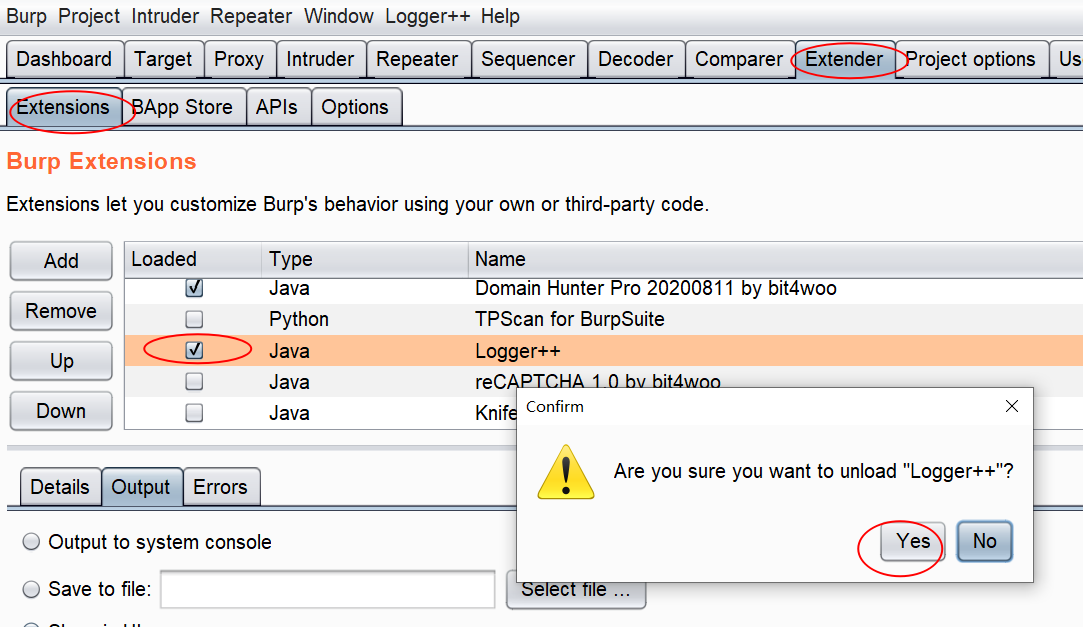 Burp Project Intruder Repeater Window Logger++ Help
Dashboard Target Proxy Intruder Repeater Sequencer Decoder Comparer Extender Project options
Extensions BApp Store APIs Options
Burp Extensions
Extensions let you customize Burp's behavior using your own or third-party code.
Add
Remove
Up
Down
Loaded Type Name
Java Domain Hunter Pro 20200811 by bit4woo
Python TPScan for BurpSuite
Java Logger++
Java reCAPTCHA 1.0 by bit4woo
Java Knife
Confirm
Are you sure you want to unload "Logger++"?
Yes No
Details Output Errors
Output to system console
Save to file: Select file ...